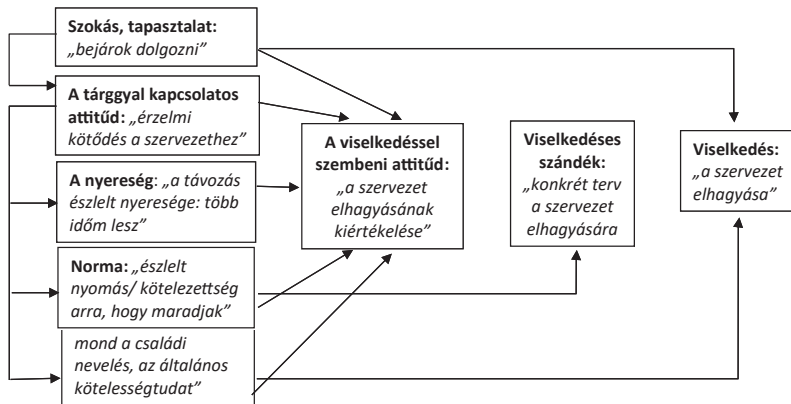 Szokás, tapasztalat:
„bejárok dolgozni”
A tárggyal kapcsolatos
attitűd: „érzelmi
kötődés a szervezethez”
A nyereség: „a távozás
észlelt nyeresége: több
időm lesz”
Norma: „észlelt
nyomás/ kötelezettség
arra, hogy maradjak”
mond a családi
nevelés, az általános
kötelességtudat”
A viselkedéssel
szembeni attitűd:
„a szervezet
elhagyásának
kiértékelése”
Viselkedéses
szándék:
„konkrét terv
a szervezet
elhagyására
Viselkedés:
„a szervezet
elhagyása”